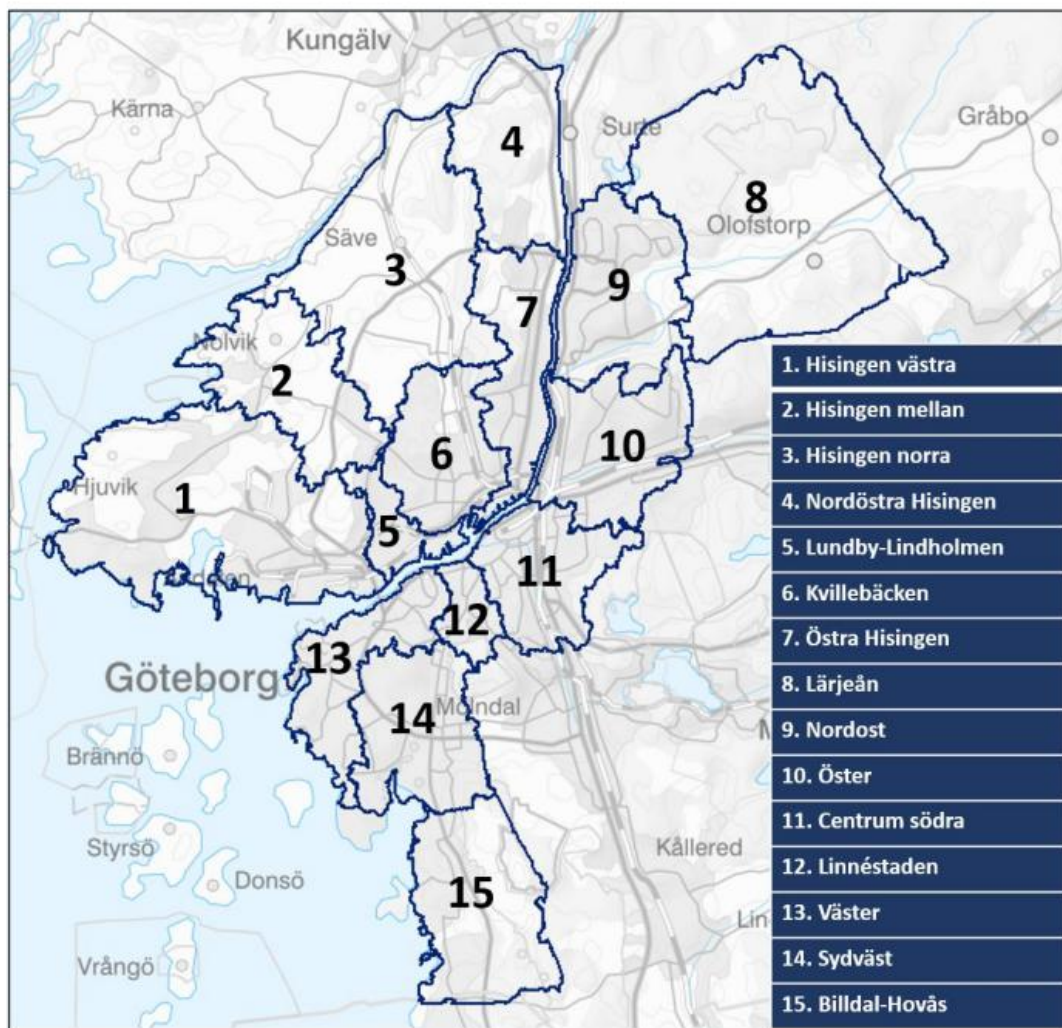 Kungälv
Kärna
4
Surte
Gråbo
8
Olofstorp
Säve
3
9
7
Nolvik
2
10
6
Hjuvik
1
5
11
12
13
Göteborg
Mölndal
14
Brännö
Styrsö
Donsö
Kållered
15
Lin
Vrångö
M
1. Hisingen västra
2. Hisingen mellan
3. Hisingen norra
4. Nordöstra Hisingen
5. Lundby-Lindholmen
6. Kvillebäcken
7. Östra Hisingen
8. Lärjeån
9. Nordost
10. Öster
11. Centrum södra
12. Linnéstaden
13. Väster
14. Sydväst
15. Billdal-Hovås